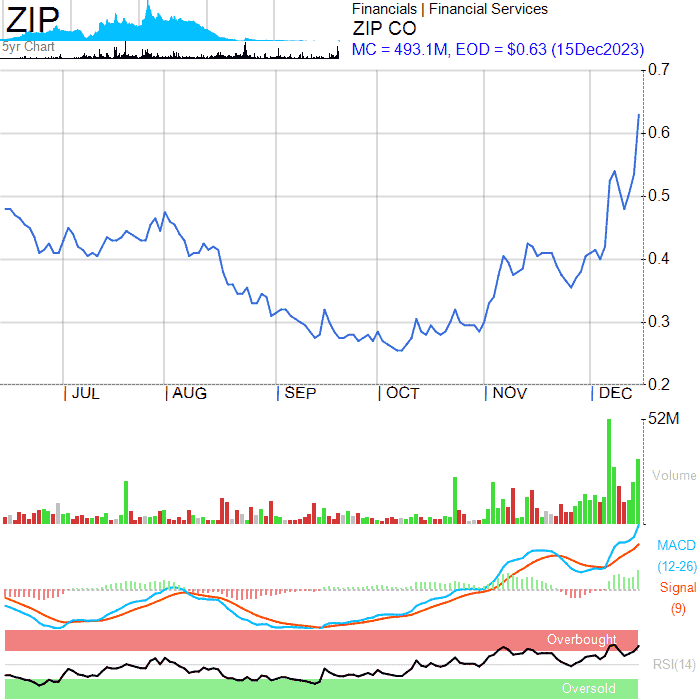 ZIP
5yr Chart
Financials | Financial Services
ZIP CO
MC = 493.1M, EOD = $0.63 (15Dec2023)
0.7
0.6
0.5
0.4
0.3
0.2
JUL AUG SEP OCT NOV DEC
52M
Volume
MACD
(12-26)
Signal
(9)
Overbought
RSI(14)
Oversold